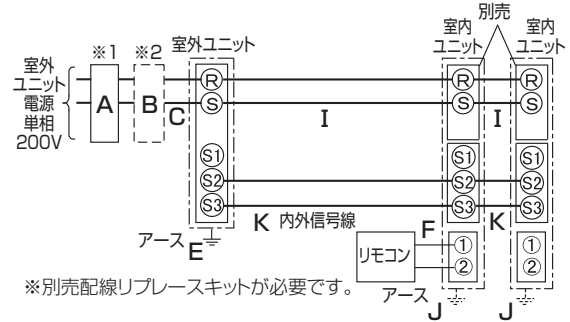 別売
※1
※2
室外ユニット
室内
ユニット
室内
ユニット
室外
ユニット
電源
単相
200V
A
B
C
R
S
I
R
S
I
R
S
S1
S2
S3
S1
S2
S3
S1
S2
S3
K 内外信号線
K
アース E
リモコン
F
①
②
①
②
※別売配線リプレースキットが必要です。
アース J
J